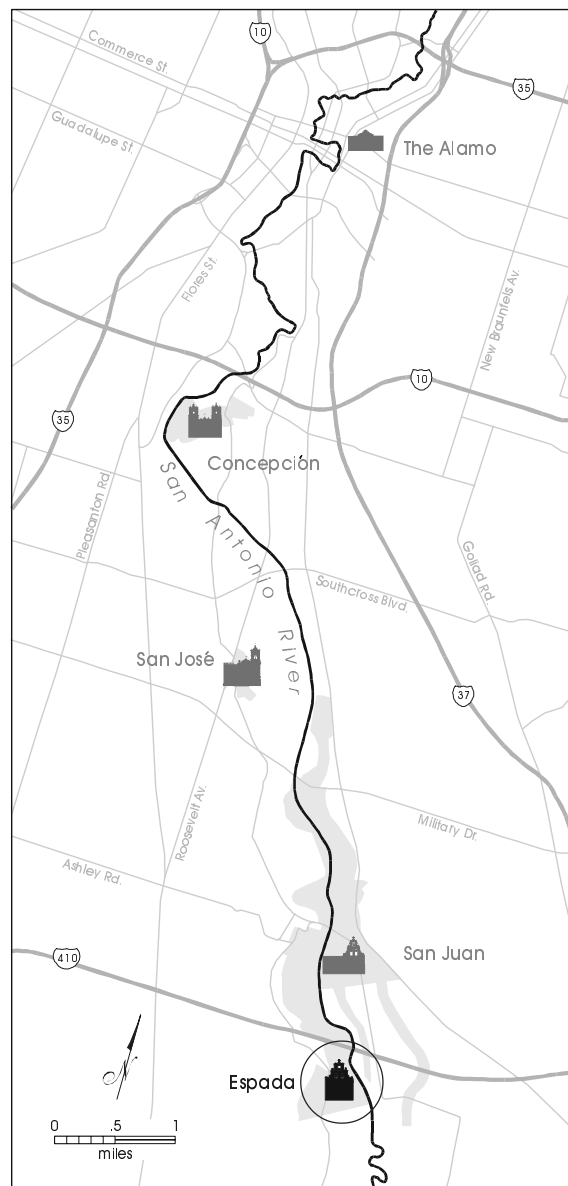 10
Commerce St.
35
Guadalupe St.
The Alamo
Flores St.
New Braunfels Av.
10
35
Concepción
San Antonio River
Pleasanton Rd.
Goliad Rd.
Southcross Blvd.
San José
37
Roosevelt Av.
Military Dr.
Ashley Rd.
410
San Juan
N
Espada
0 .5 1
miles